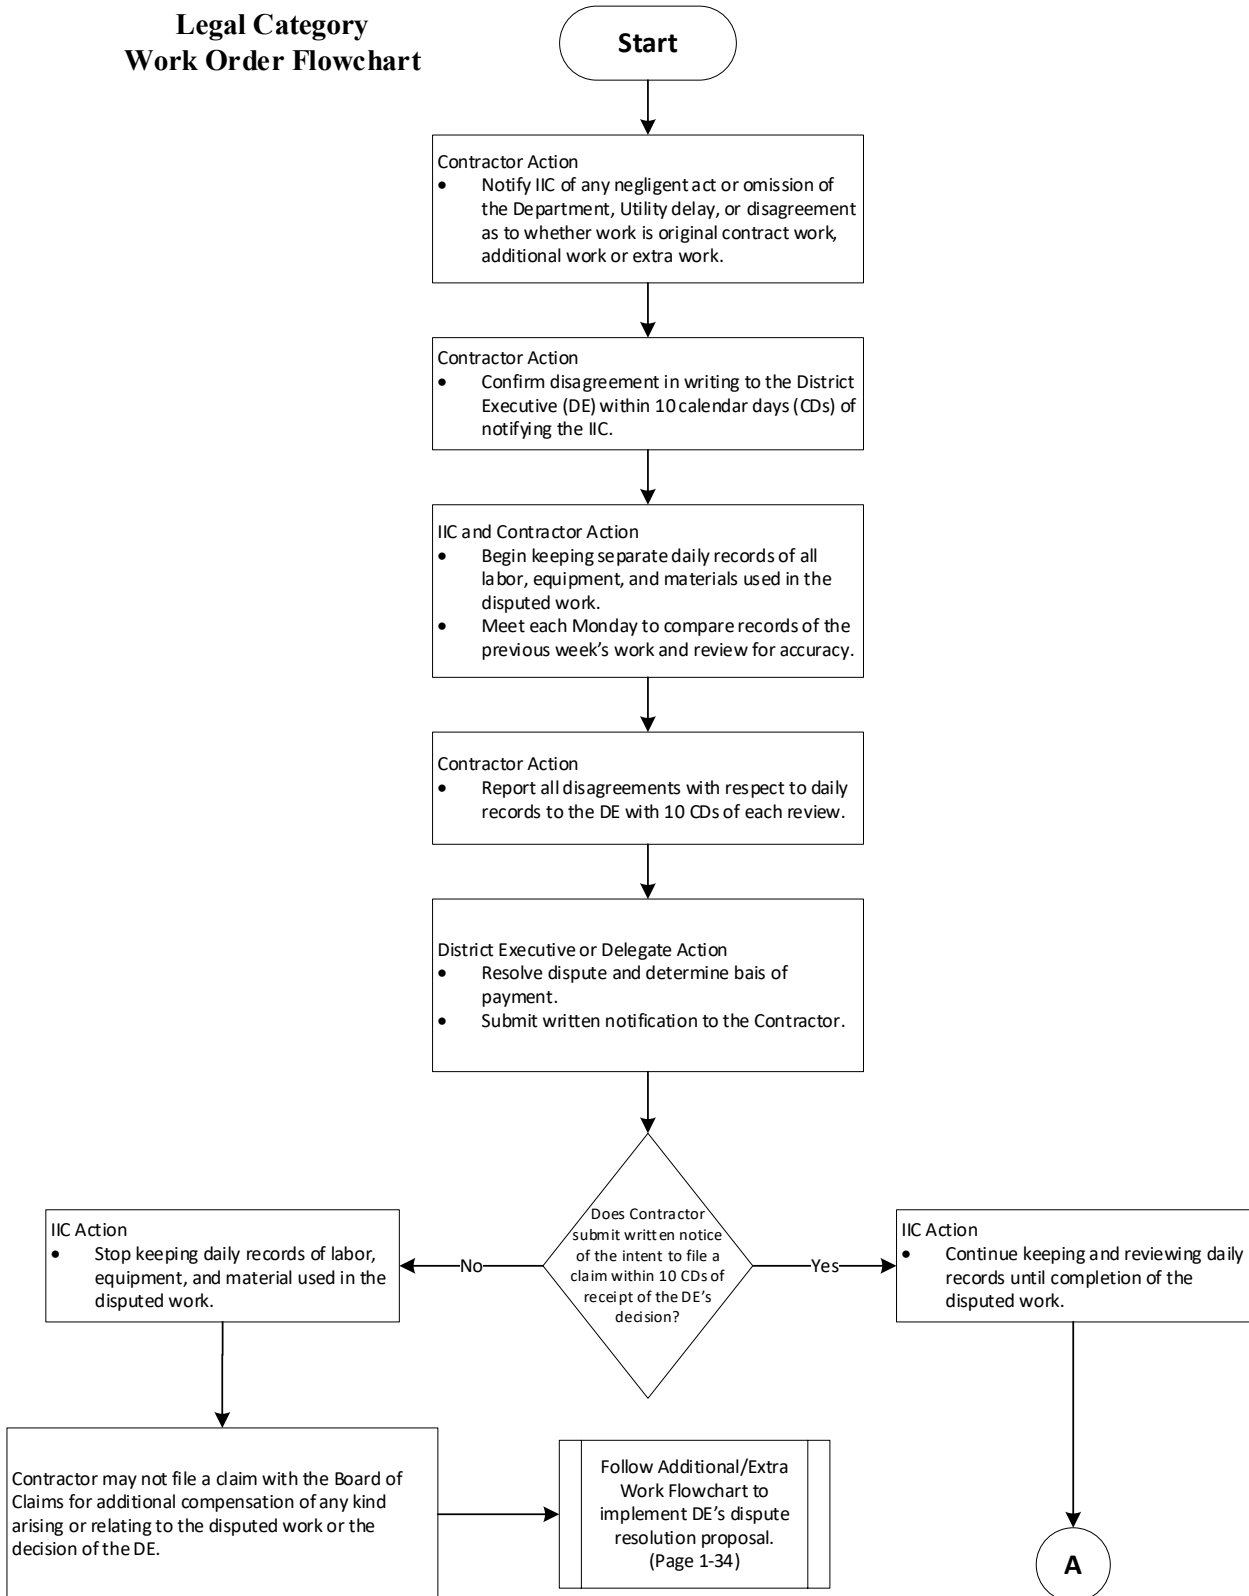 Legal Category
Work Order Flowchart
Start
Contractor Action
• Notify IIC of any negligent act or omission of
the Department, Utility delay, or disagreement
as to whether work is original contract work,
additional work or extra work.
Contractor Action
• Confirm disagreement in writing to the District
Executive (DE) within 10 calendar days (CDs) of
notifying the IIC.
IIC and Contractor Action
• Begin keeping separate daily records of all
labor, equipment, and materials used in the
disputed work.
• Meet each Monday to compare records of the
previous week's work and review for accuracy.
Contractor Action
• Report all disagreements with respect to daily
records to the DE with 10 CDs of each review.
District Executive or Delegate Action
• Resolve dispute and determine bais of
payment.
• Submit written notification to the Contractor.
Does Contractor
submit written notice
of the intent to file a
claim within 10 CDs of
receipt of the DE's
decision?
No
Yes
IIC Action
• Stop keeping daily records of labor,
equipment, and material used in the
disputed work.
IIC Action
• Continue keeping and reviewing daily
records until completion of the
disputed work.
Contractor may not file a claim with the Board of
Claims for additional compensation of any kind
arising or relating to the disputed work or the
decision of the DE.
Follow Additional/Extra
Work Flowchart to
implement DE's dispute
resolution proposal.
(Page 1-34)
A